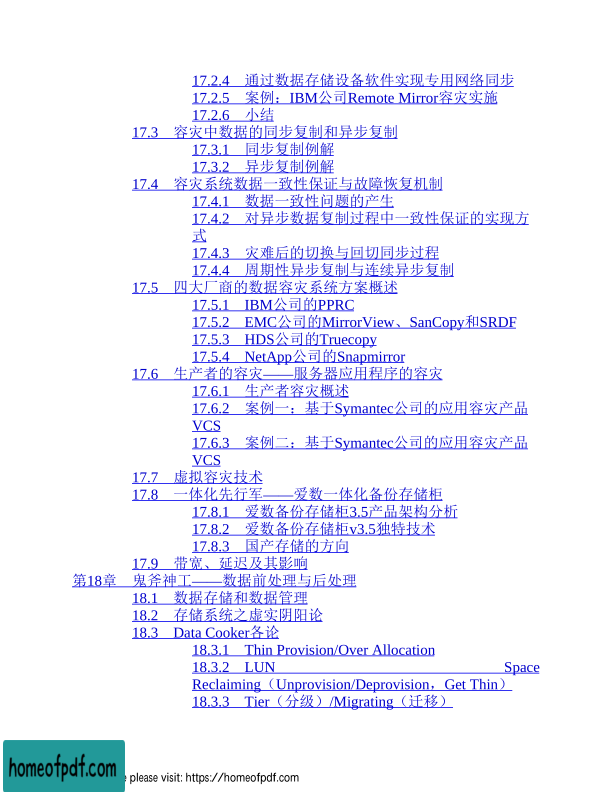 17.2.4 通过数据存储设备软件实现专用网络同步
17.2.5 案例：IBM公司Remote Mirror容灾实施
17.2.6 小结
17.3 容灾中数据的同步复制和异步复制
17.3.1 同步复制例解
17.3.2 异步复制例解
17.4 容灾系统数据一致性保证与故障恢复机制
17.4.1 数据一致性问题的产生
17.4.2 对异步数据复制过程中一致性保证的实现方
式
17.4.3 灾难后的切换与回切同步过程
17.4.4 周期性异步复制与连续异步复制
17.5 四大厂商的数据容灾系统方案概述
17.5.1 IBM公司的PPRC
17.5.2 EMC公司的MirrorView、SanCopy和SRDF
17.5.3 HDS公司的Truecopy
17.5.4 NetApp公司的Snapmirror
17.6 生产者的容灾——服务器应用程序的容灾
17.6.1 生产者容灾概述
17.6.2 案例一：基于Symantec公司的应用容灾产品
VCS
17.6.3 案例二：基于Symantec公司的应用容灾产品
VCS
17.7 虚拟容灾技术
17.8 一体化先行军——爱数一体化备份存储柜
17.8.1 爱数备份存储柜3.5产品架构分析
17.8.2 爱数备份存储柜v3.5独特技术
17.8.3 国产存储的方向
17.9 带宽、延迟及其影响
第18章 鬼斧神工——数据前处理与后处理
18.1 数据存储和数据管理
18.2 存储系统之虚实阴阳论
18.3 Data Cooker各论
18.3.1 Thin Provision/Over Allocation
18.3.2 LUN Space
Reclaiming（Unprovision/Deprovision，Get Thin）
18.3.3 Tier（分级）/Migrating（迁移）
homeofpdf.com
please visit: https://homeofpdf.com